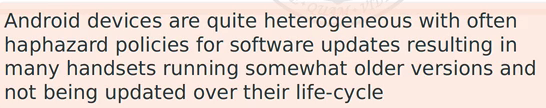 Android devices are quite heterogeneous with often
haphazard policies for software updates resulting in
many handsets running somewhat older versions and
not being updated over their life-cycle